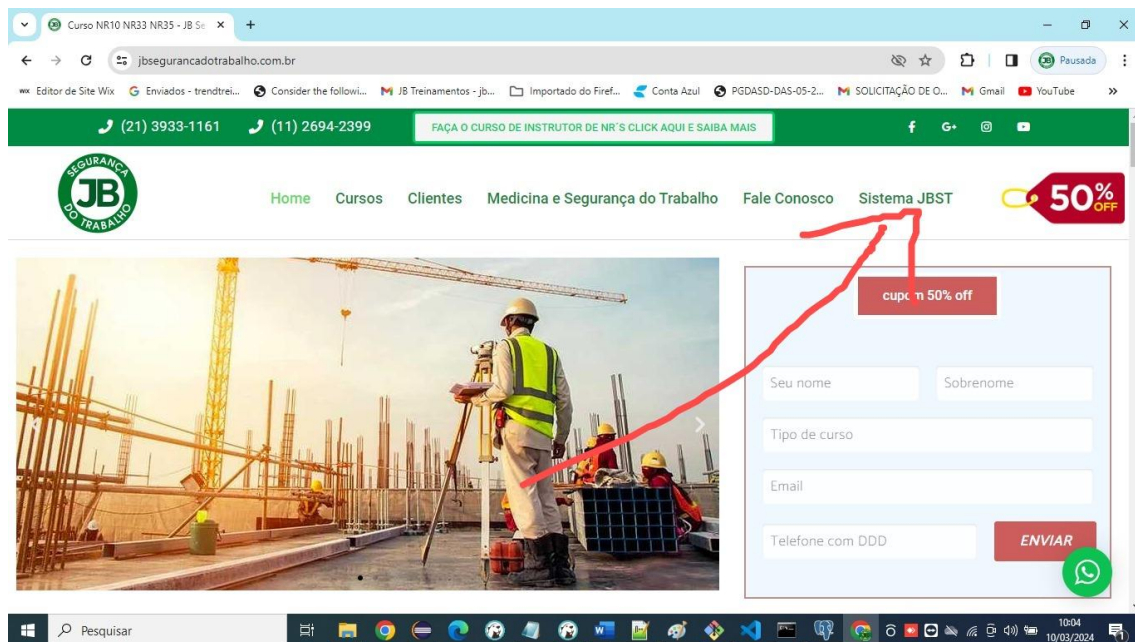 Curso NR10 NR33 NR35 - JB Se
jbsegurancadotrabalho.com.br
Pausada
WIX Editor de Site Wix
Enviados - trendtrei...
Consider the followi...
JB Treinamentos - jb...
Importado do Firef...
Conta Azul
PGDASD-DAS-05-2...
SOLICITAÇÃO DE O...
Gmail
YouTube
(21) 3933-1161
(11) 2694-2399
FAÇA O CURSO DE INSTRUTOR DE NR´S CLICK AQUI E SAIBA MAIS
SEGURANÇA
JB
DO TRABALHO
Home
Cursos
Clientes
Medicina e Segurança do Trabalho
Fale Conosco
Sistema JBST
50% OFF
cupom 50% off
Seu nome
Sobrenome
Tipo de curso
Email
Telefone com DDD
ENVIAR
Pesquisar
10:04
10/03/2024